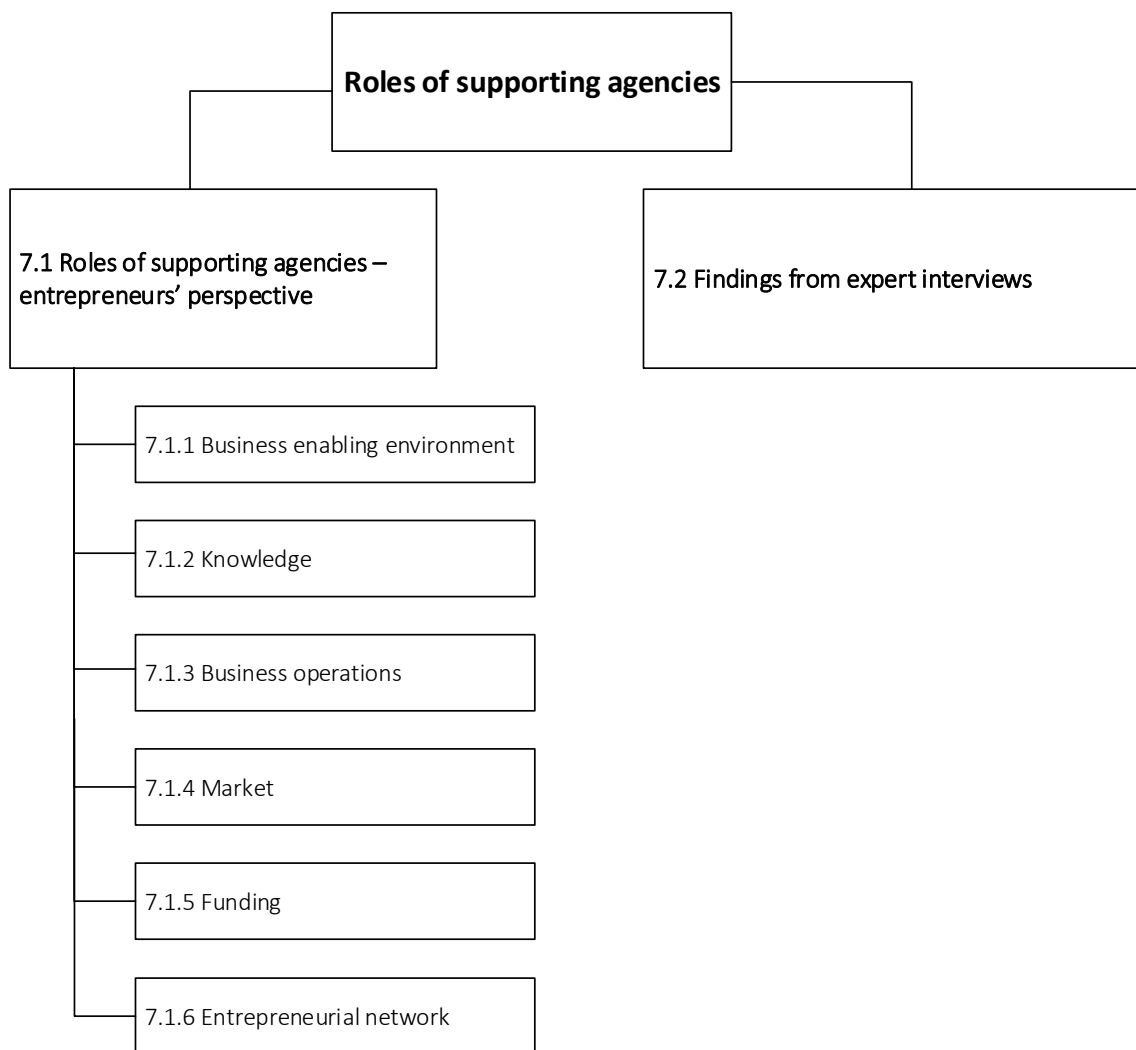 Roles of supporting agencies
7.1 Roles of supporting agencies –
entrepreneurs’ perspective
7.2 Findings from expert interviews
7.1.1 Business enabling environment
7.1.2 Knowledge
7.1.3 Business operations
7.1.4 Market
7.1.5 Funding
7.1.6 Entrepreneurial network